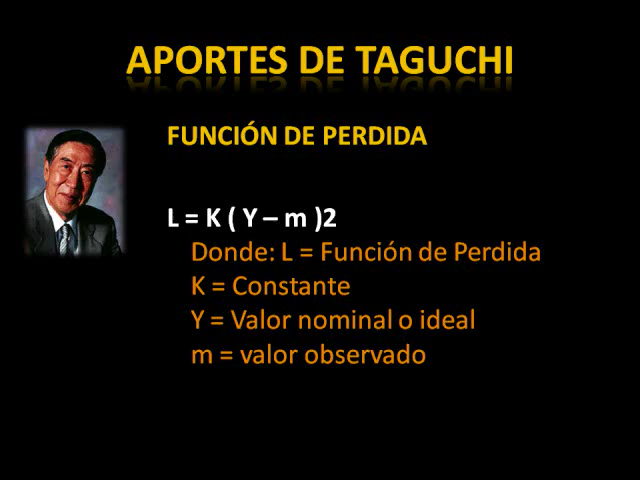 APORTES DE TAGUCHI
FUNCIÓN DE PERDIDA
L = K ( Y – m )2
Donde: L = Función de Perdida
K = Constante
Y = Valor nominal o ideal
m = valor observado